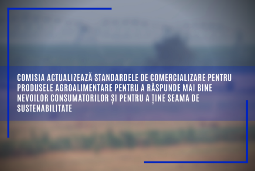 COMISIA ACTUALIZEAZĂ STANDARDELE DE COMERCIALIZARE PENTRU
PRODUSELE AGROALIMENTARE PENTRU A RĂSPUNDE MAI BINE
NEVOILOR CONSUMATORILOR ȘI PENTRU A ȚINE SEAMA DE
SUSTENABILITATE